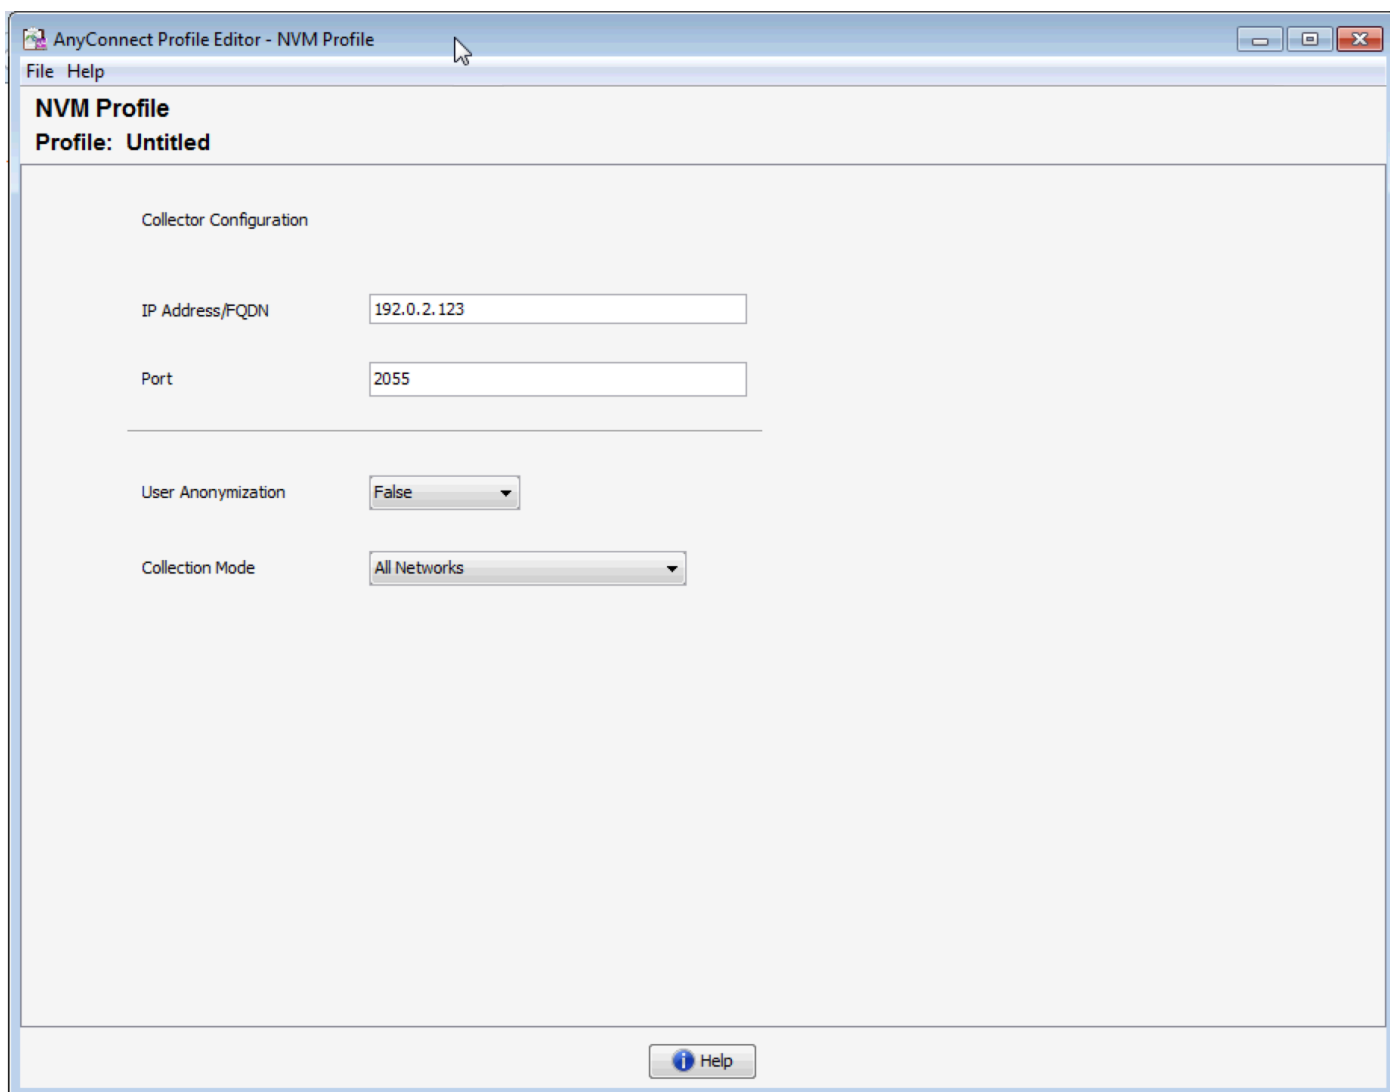 AnyConnect Profile Editor - NVM Profile
File Help
NVM Profile
Profile: Untitled
Collector Configuration
IP Address/FQDN 192.0.2.123
Port 2055
User Anonymization False
Collection Mode All Networks
Help